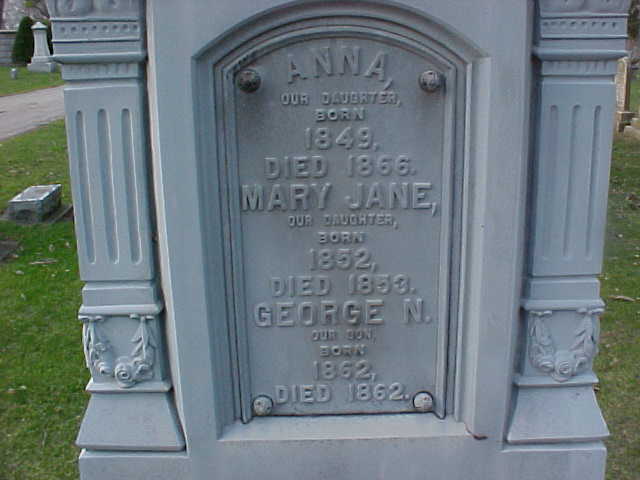 ANNA,
OUR DAUGHTER,
BORN
1849,
DIED 1866.
MARY JANE,
OUR DAUGHTER,
BORN
1852,
DIED 1853.
GEORGE N.
OUR SON,
BORN
1862,
DIED 1862.